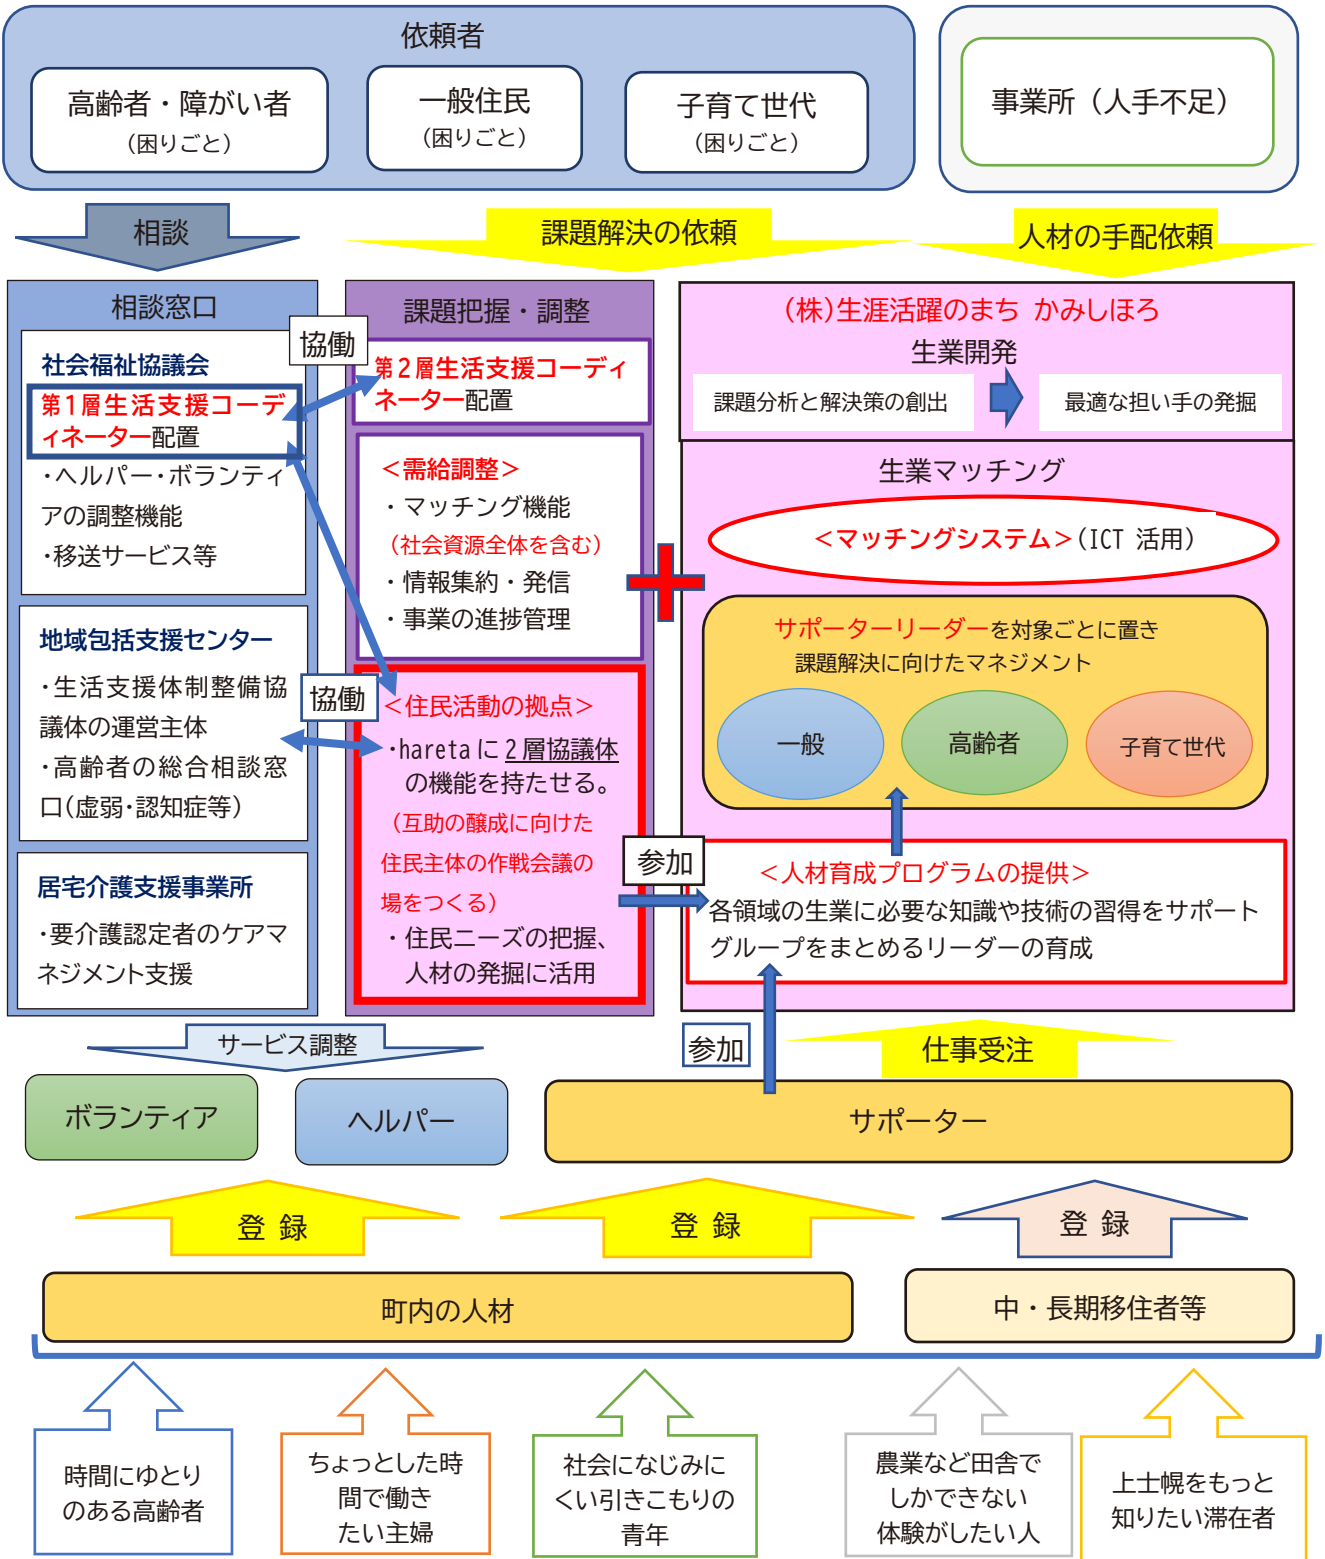 依頼者
高齢者・障がい者
(困りごと)
一般住民
(困りごと)
子育て世代
(困りごと)
事業所（人手不足）
相談
課題解決の依頼
人材の手配依頼
相談窓口
社会福祉協議会
第1層生活支援コーデ
ィネーター配置
・ヘルパー・ボランティ
アの調整機能
・移送サービス等
地域包括支援センター
・生活支援体制整備協
議体の運営主体
・高齢者の総合相談窓
口(虚弱・認知症等)
居宅介護支援事業所
・要介護認定者のケアマ
ネジメント支援
協働
協働
課題把握・調整
第2層生活支援コーディ
ネーター配置
＜需給調整＞
・マッチング機能
（社会資源全体を含む）
・情報集約・発信
・事業の進捗管理
＜住民活動の拠点＞
・haretaに2層協議体
の機能を持たせる。
（互助の醸成に向けた
住民主体の作戦会議の
場をつくる）
・住民ニーズの把握、
人材の発掘に活用
(株)生涯活躍のまち かみしほろ
生業開発
課題分析と解決策の創出
最適な担い手の発掘
生業マッチング
＜マッチングシステム＞(ICT 活用)
サポーターリーダーを対象ごとに置き
課題解決に向けたマネジメント
一般
高齢者
子育て世代
参加
＜人材育成プログラムの提供＞
各領域の生業に必要な知識や技術の習得をサポート
グループをまとめるリーダーの育成
サービス調整
参加
仕事受注
ボランティア
ヘルパー
サポーター
登 録
登 録
登 録
町内の人材
中・長期移住者等
時間にゆとり
のある高齢者
ちょっとした時
間で働き
たい主婦
社会になじみに
くい引きこもりの
青年
農業など田舎で
しかできない
体験がしたい人
上士幌をもっと
知りたい滞在者